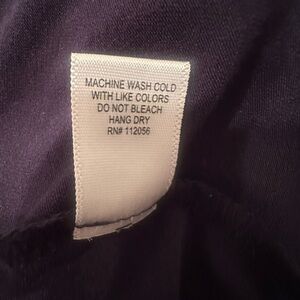 MACHINE WASH COLD
WITH LIKE COLORS
DO NOT BLEACH
HANG DRY
RN# 112056